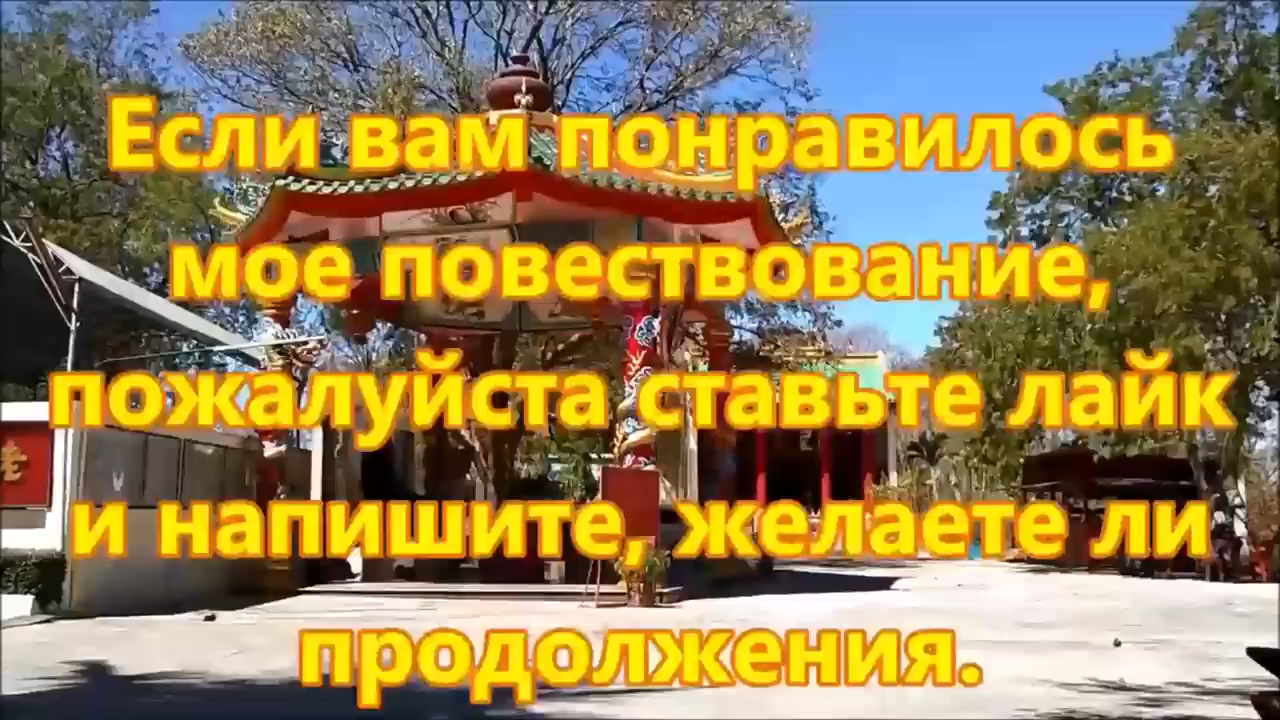 Если вам понравилось
мое повествование,
пожалуйста ставьте лайк
и напишите, желаете ли
продолжения.